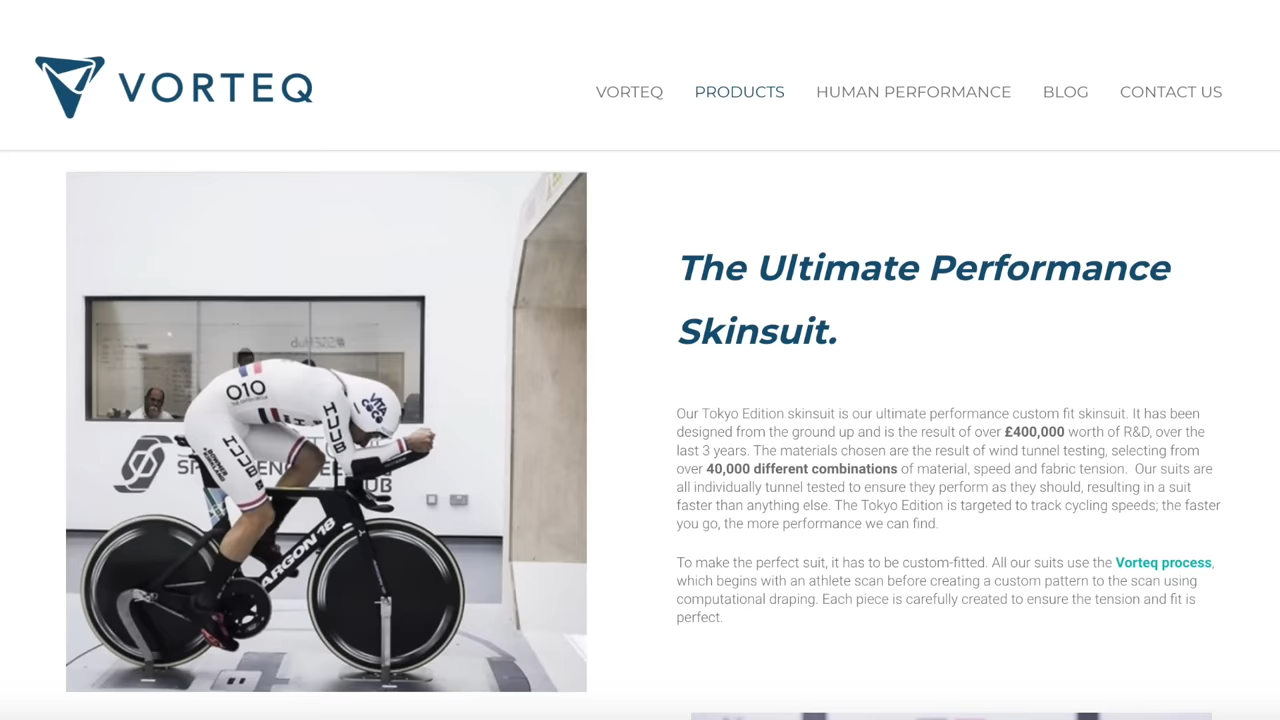 VORTEQ
VORTEQ PRODUCTS HUMAN PERFORMANCE BLOG CONTACT US
The Ultimate Performance
Skinsuit.
Our Tokyo Edition skinsuit is our ultimate performance custom fit skinsuit. It has been
designed from the ground up and is the result of over £400,000 worth of R&D, over the
last 3 years. The materials chosen are the result of wind tunnel testing, selecting from
over 40,000 different combinations of material, speed and fabric tension. Our suits are
all individually tunnel tested to ensure they perform as they should, resulting in a suit
faster than anything else. The Tokyo Edition is targeted to track cycling speeds; the faster
you go, the more performance we can find.
To make the perfect suit, it has to be custom-fitted. All our suits use the Vorteq process,
which begins with an athlete scan before creating a custom pattern to the scan using
computational draping. Each piece is carefully created to ensure the tension and fit is
perfect.
010
VITA
COCO
HUUB
HUUB
ARGON 18